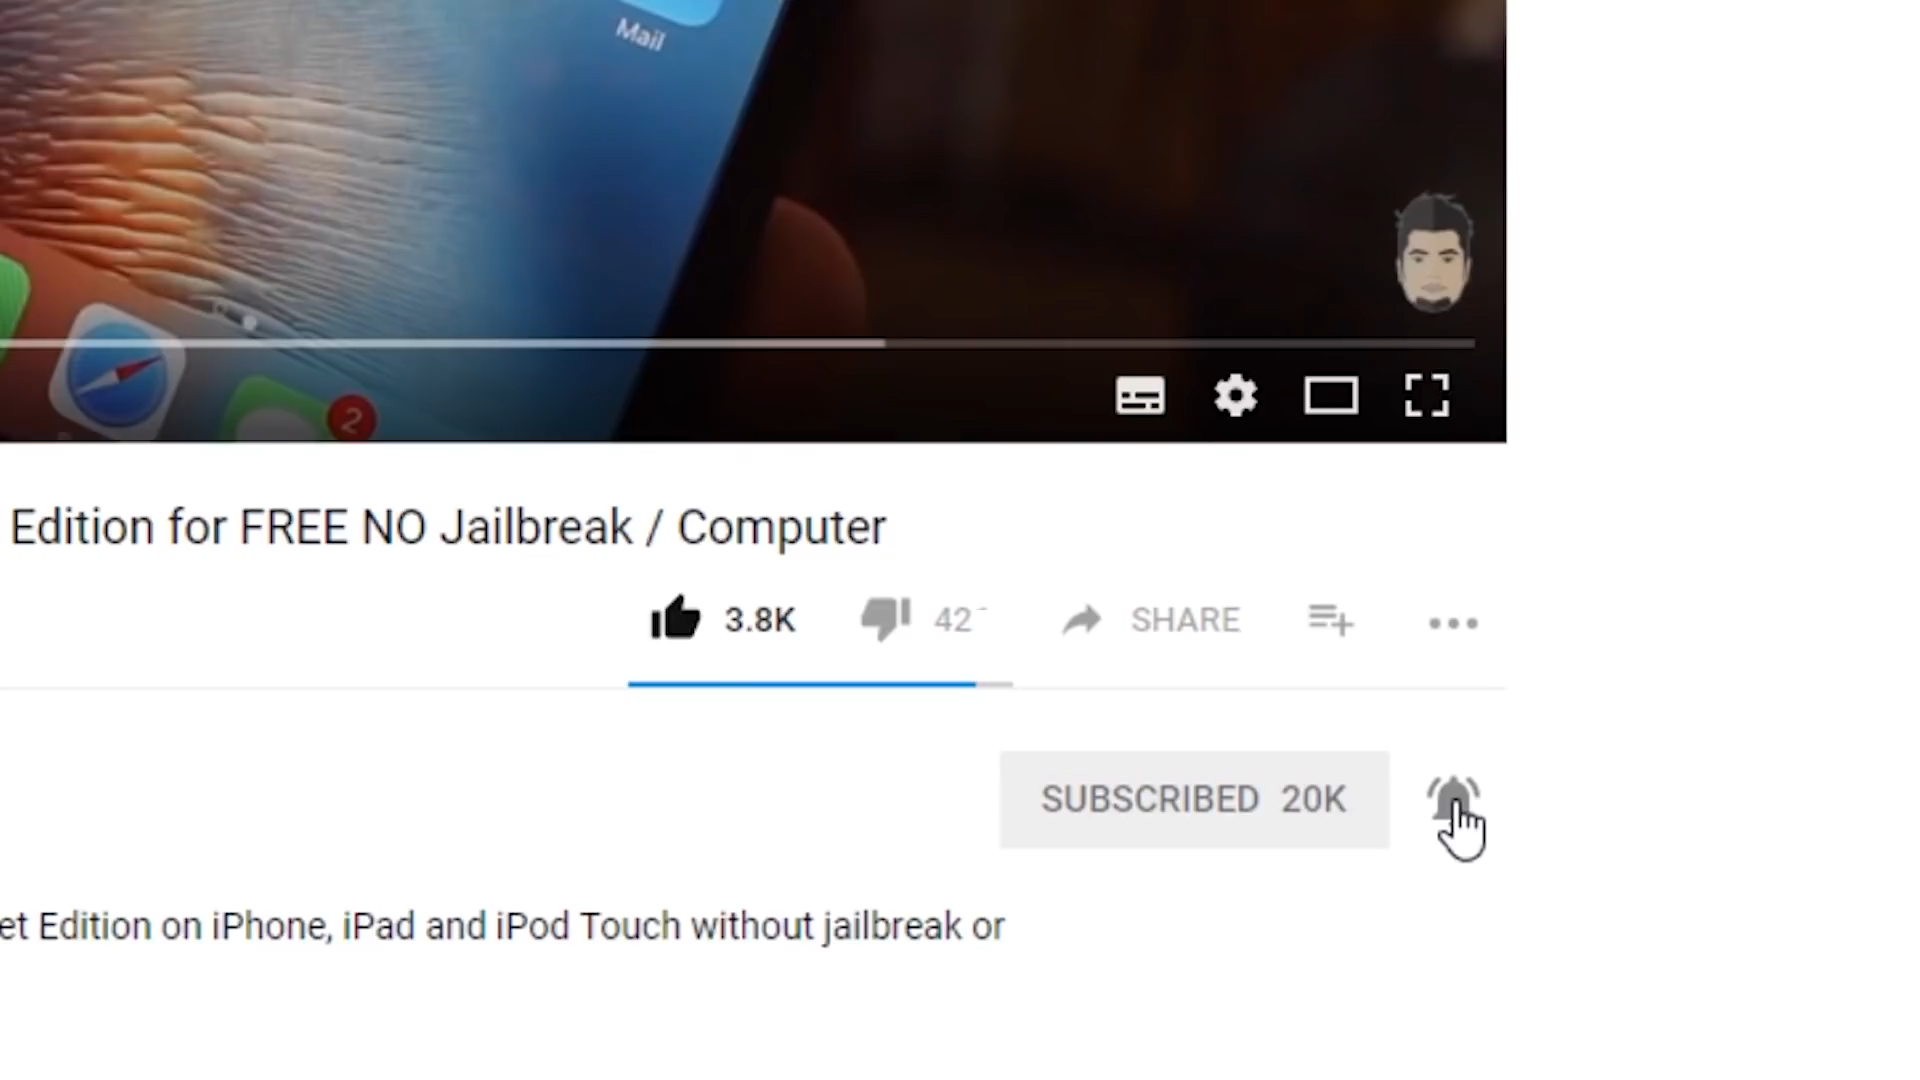 Mail
2
Edition for FREE NO Jailbreak / Computer
3.8K 42 SHARE
SUBSCRIBED 20K
et Edition on iPhone, iPad and iPod Touch without jailbreak or